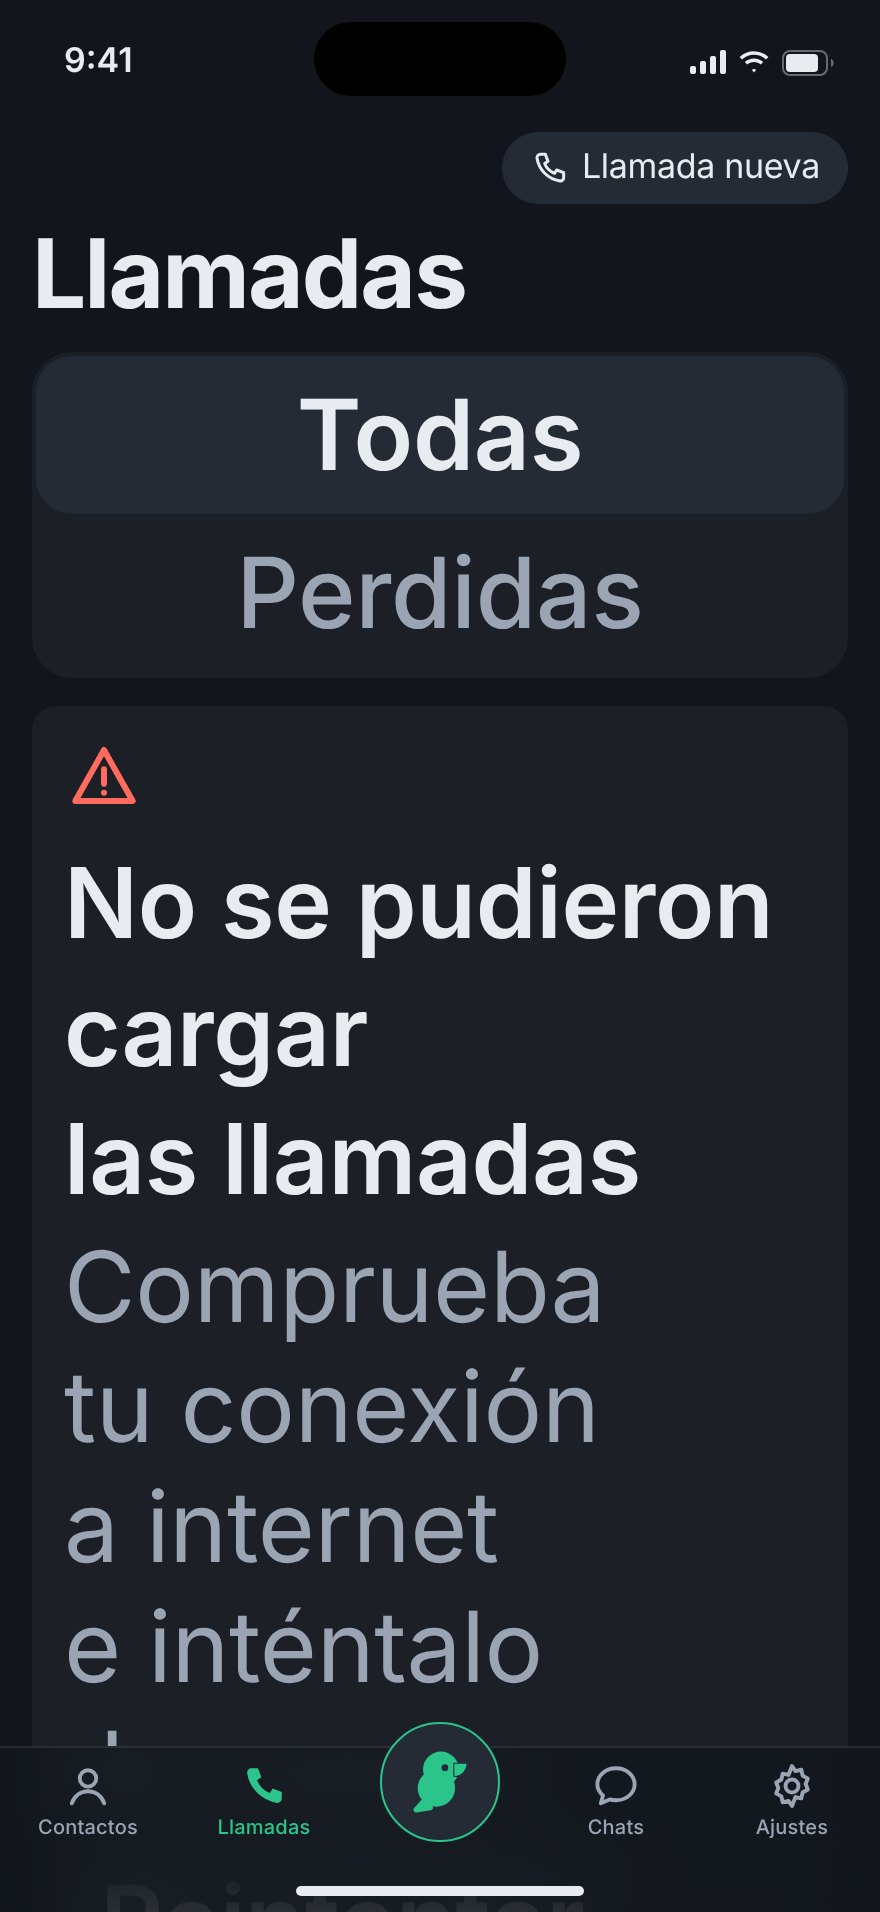 9:41
Llamada nueva
Llamadas
Todas
Perdidas
No se pudieron
cargar
las llamadas
Comprueba
tu conexión
a internet
e inténtalo
Contactos
Llamadas
Chats
Ajustes